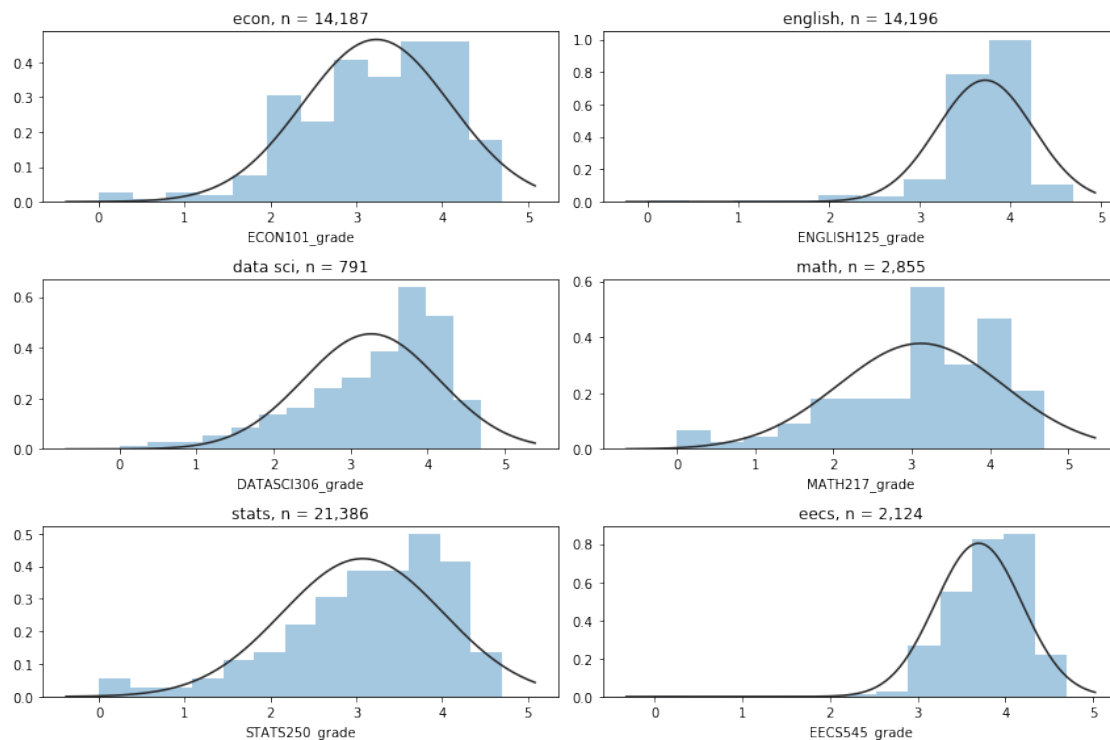 econ, n = 14,187
0.4
0.3
0.2
0.1
0.0
0 1 2 3 4 5
ECON101_grade
english, n = 14,196
1.0
0.8
0.6
0.4
0.2
0.0
0 1 2 3 4 5
ENGLISH125_grade
data sci, n = 791
0.6
0.4
0.2
0.0
0 1 2 3 4 5
DATASCI306_grade
math, n = 2,855
0.6
0.4
0.2
0.0
0 1 2 3 4 5
MATH217_grade
stats, n = 21,386
0.5
0.4
0.3
0.2
0.1
0.0
0 1 2 3 4 5
STATS250_grade
eecs, n = 2,124
0.8
0.6
0.4
0.2
0.0
0 1 2 3 4 5
EECS545_grade